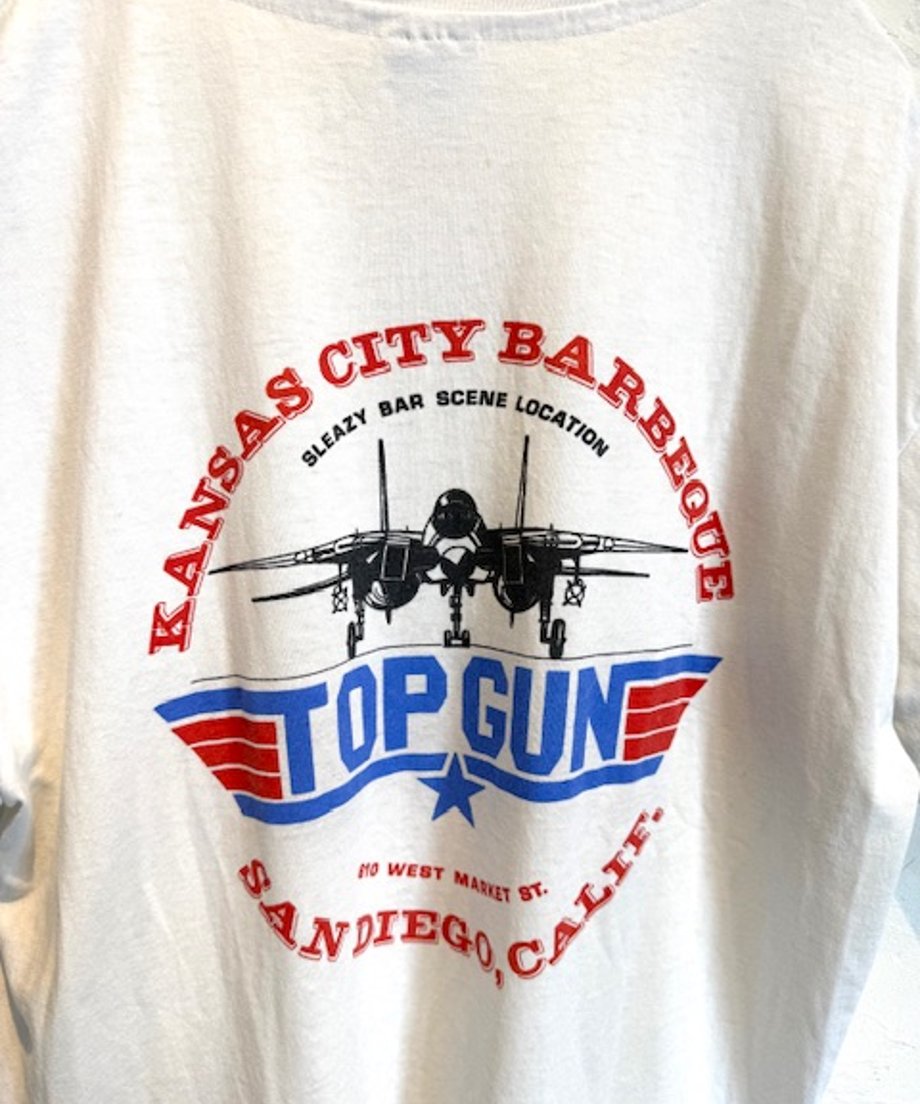 KANSAS CITY BARBEQUE
SLEAZY BAR SCENE LOCATION
TOP GUN
610 WEST MARKET ST.
SAN DIEGO, CALIF.